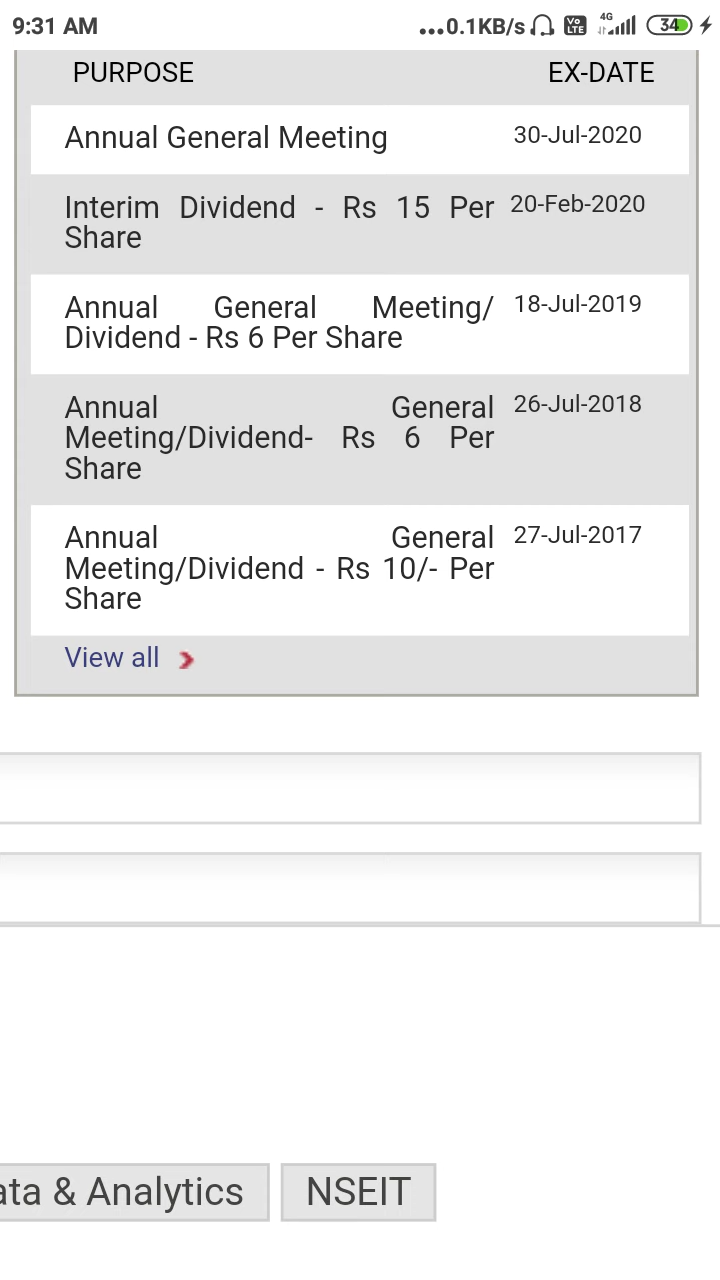 9:31 AM ...0.1KB/s Vo LTE 4G 34
PURPOSE EX-DATE
Annual General Meeting 30-Jul-2020
Interim Dividend - Rs 15 Per 20-Feb-2020
Share
Annual General Meeting/ 18-Jul-2019
Dividend - Rs 6 Per Share
Annual General 26-Jul-2018
Meeting/Dividend- Rs 6 Per
Share
Annual General 27-Jul-2017
Meeting/Dividend - Rs 10/- Per
Share
View all
ata & Analytics NSEIT